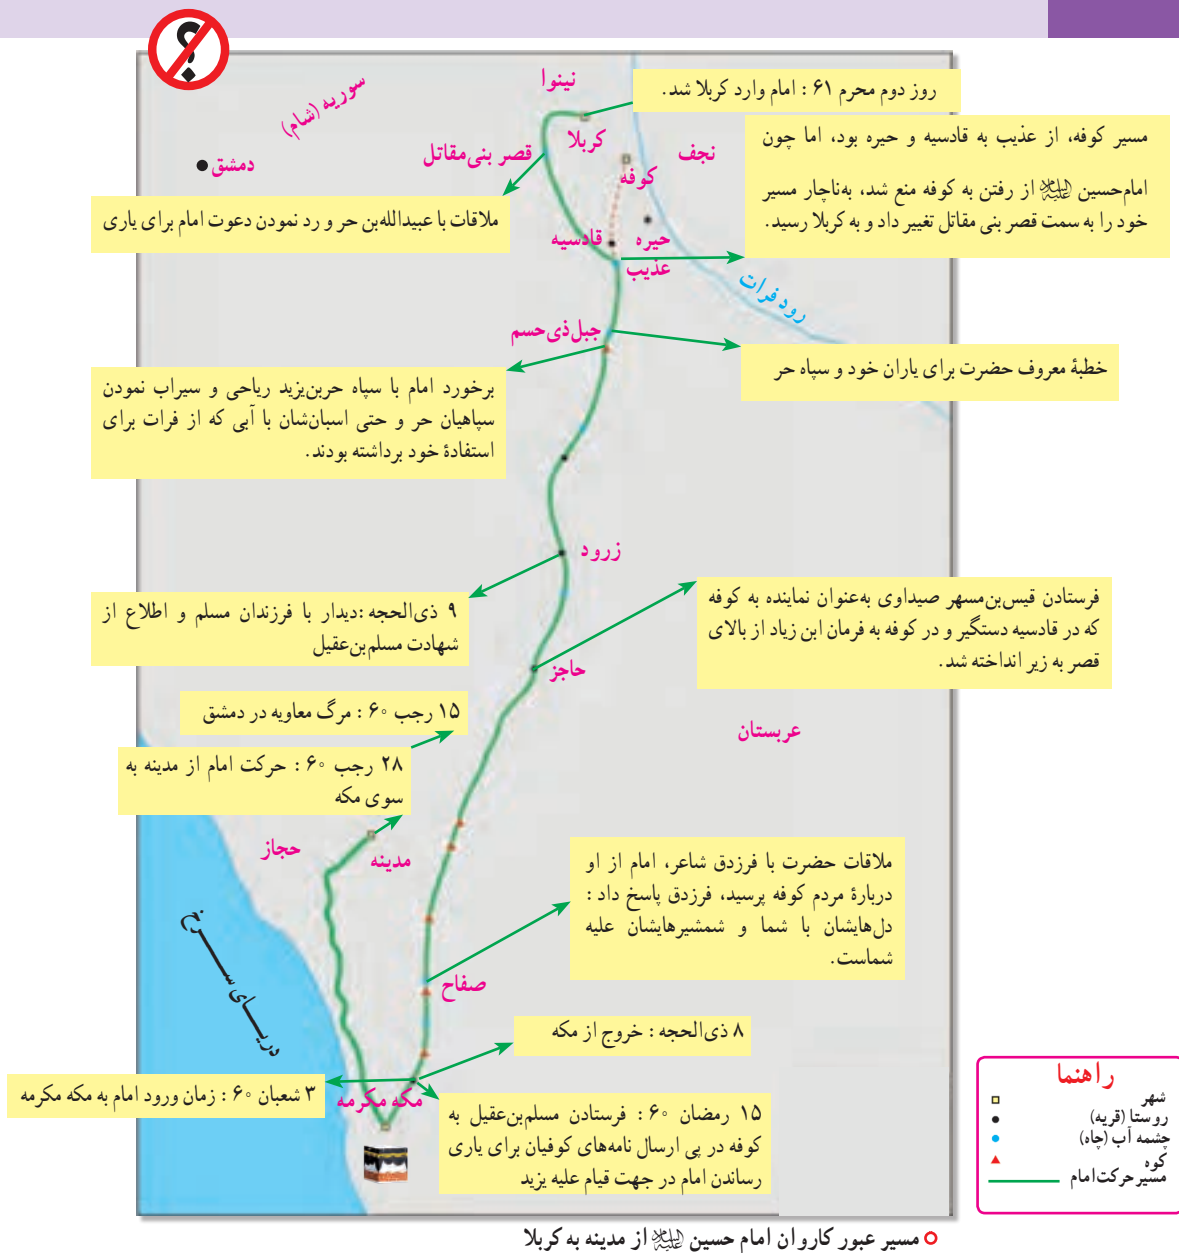 ؟
نینوا
سوریه (شام)
دمشق
روز دوم محرم ۶۱ : امام وارد کربلا شد.
کربلا
قصر بنی‌مقاتل
نجف
کوفه
مسیر کوفه، از عذیب به قادسیه و حیره بود، اما چون
امام‌حسین علیه‌السلام از رفتن به کوفه منع شد، به‌ناچار مسیر
خود را به سمت قصر بنی مقاتل تغییر داد و به کربلا رسید.
ملاقات با عبیدالله‌بن حر و رد نمودن دعوت امام برای یاری
قادسیه
حیره
عذیب
رود فرات
جبل‌ذی‌حسم
خطبهٔ معروف حضرت برای یاران خود و سپاه حر
برخورد امام با سپاه حربن‌یزید ریاحی و سیراب نمودن
سپاهیان حر و حتی اسبان‌شان با آبی که از فرات برای
استفادهٔ خود برداشته بودند.
زرود
۹ ذی‌الحجه :دیدار با فرزندان مسلم و اطلاع از
شهادت مسلم‌بن‌عقیل
فرستادن قیس‌بن‌مسهر صیداوی به‌عنوان نماینده به کوفه
که در قادسیه دستگیر و در کوفه به فرمان ابن زیاد از بالای
قصر به زیر انداخته شد.
حاجز
۱۵ رجب ۶۰ : مرگ معاویه در دمشق
عربستان
۲۸ رجب ۶۰ : حرکت امام از مدینه به
سوی مکه
حجاز
مدینه
ملاقات حضرت با فرزدق شاعر، امام از او
دربارهٔ مردم کوفه پرسید، فرزدق پاسخ داد :
دل‌هایشان با شما و شمشیرهایشان علیه
شماست.
دریـــای ســـرخ
صفاح
۸ ذی‌الحجه : خروج از مکه
۳ شعبان ۶۰ : زمان ورود امام به مکه مکرمه
مکه مکرمه
۱۵ رمضان ۶۰ : فرستادن مسلم‌بن‌عقیل به
کوفه در پی ارسال نامه‌های کوفیان برای یاری
رساندن امام در جهت قیام علیه یزید
راهنما
شهر
روستا (قریه)
چشمه آب (چاه)
کوه
مسیرحرکت‌امام
مسیر عبور کاروان امام حسین علیه‌السلام از مدینه به کربلا